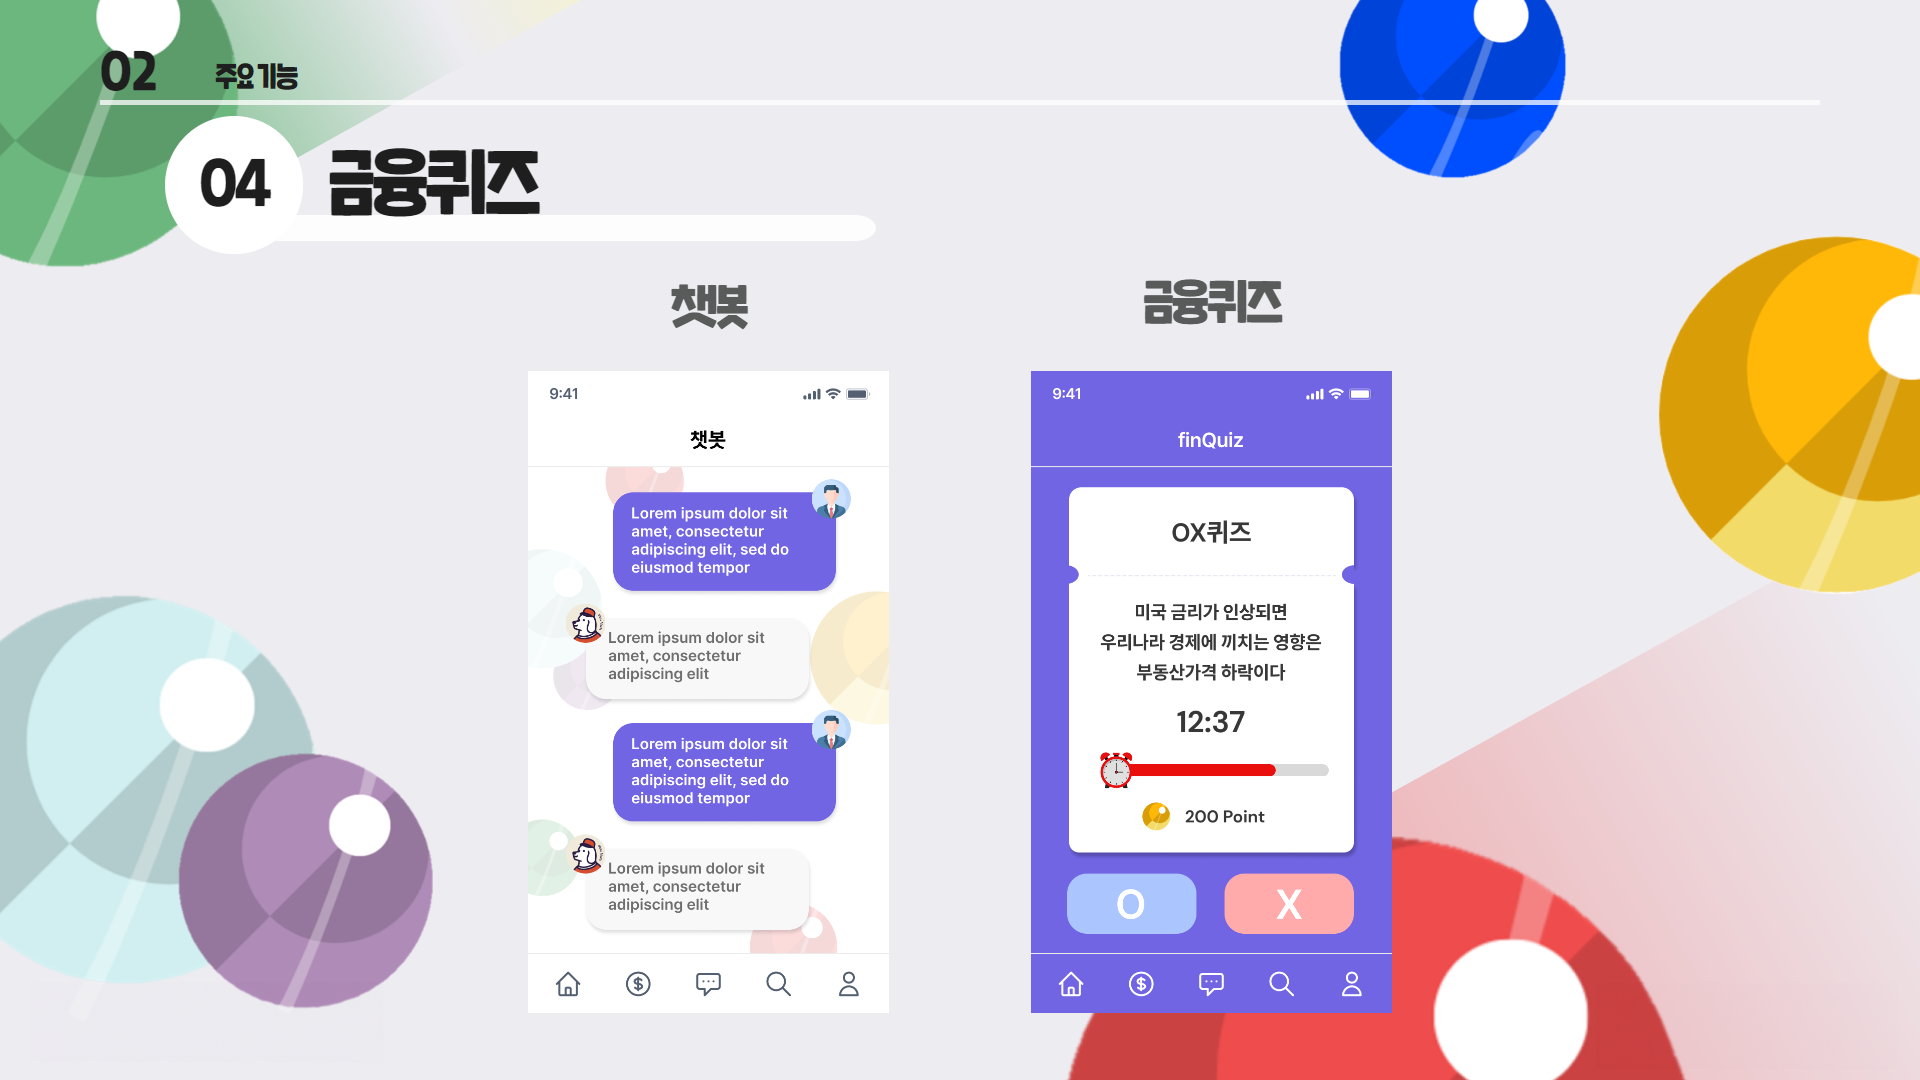 02 주요 기능
04 금융퀴즈
챗봇
9:41
챗봇
Lorem ipsum dolor sit
amet, consectetur
adipiscing elit, sed do
eiusmod tempor
Lorem ipsum dolor sit
amet, consectetur
adipiscing elit
Lorem ipsum dolor sit
amet, consectetur
adipiscing elit, sed do
eiusmod tempor
Lorem ipsum dolor sit
amet, consectetur
adipiscing elit
금융퀴즈
9:41
finQuiz
OX퀴즈
미국 금리가 인상되면
우리나라 경제에 끼치는 영향은
부동산가격 하락이다
12:37
200 Point
O
X